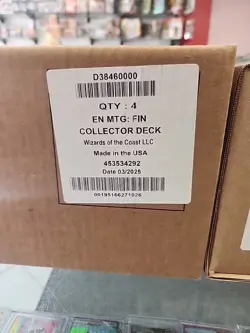 D38460000
QTY : 4
EN MTG: FIN
COLLECTOR DECK
Wizards of the Coast LLC
Made in the USA
453534292
Date 03/2025
00195166271026